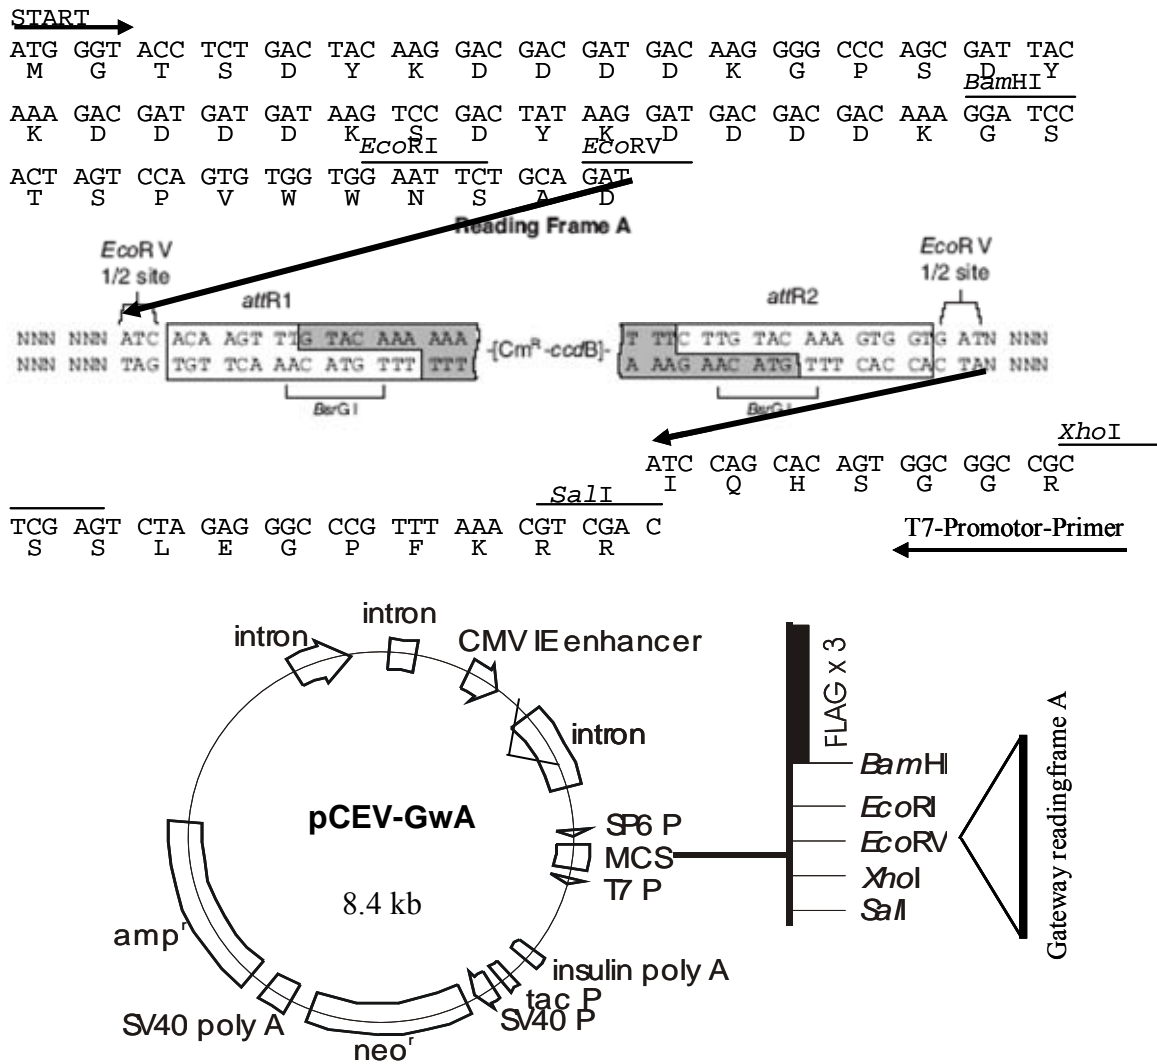 START
ATG GGT ACC TCT GAC TAC AAG GAC GAC GAT GAC AAG GGG CCC AGC GAT TAC
M G T S D Y K D D D D K G P S D Y
BamHI
AAA GAC GAT GAT GAT AAG TCC GAC TAT AAG GAT GAC GAC GAC AAA GGA TCC
K D D D D K S D Y K D D D D K G S
EcoRI EcoRV
ACT AGT CCA GTG TGG TGG AAT TCT GCA GAT
T S P V W W N S A D
Reading Frame A
EcoR V
1/2 site
attR1
attR2
EcoR V
1/2 site
NNN NNN ATC ACA AGT TTG TAC AAA AAA -[CmR -ccdB]- T TTC TTG TAC AAA GTG GTG ATN NNN
NNN NNN TAG TGT TCA AAC ATG TTT TTT A AAG AAC ATG TTT CAC CAC TAN NNN
BsrG I BsrG I
XhoI
ATC CAG CAC AGT GGC GGC CGC
I Q H S G G R
SalI
TCG AGT CTA GAG GGC CCG TTT AAA CGT CGA C
S S L E G P F K R R
T7-Promotor-Primer
intron
intron
CMV IE enhancer
intron
pCEV-GwA
8.4 kb
SP6 P
MCS
T7 P
insulin poly A
tac P
SV40 P
neor
SV40 poly A
ampr
FLAG x 3
BamHI
EcoRI
EcoRV
XhoI
SalI
Gateway readingframe A